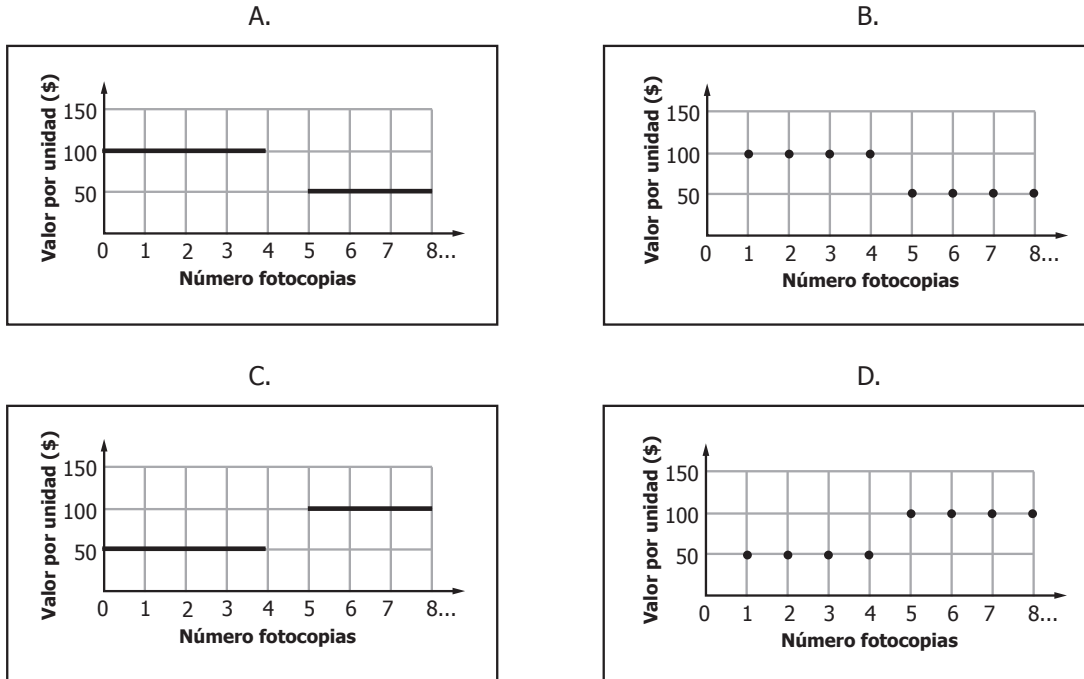 A.
Valor por unidad ($)
150
100
50
0 1 2 3 4 5 6 7 8...
Número fotocopias
B.
Valor por unidad ($)
150
100
50
0 1 2 3 4 5 6 7 8...
Número fotocopias
C.
Valor por unidad ($)
150
100
50
0 1 2 3 4 5 6 7 8...
Número fotocopias
D.
Valor por unidad ($)
150
100
50
0 1 2 3 4 5 6 7 8...
Número fotocopias